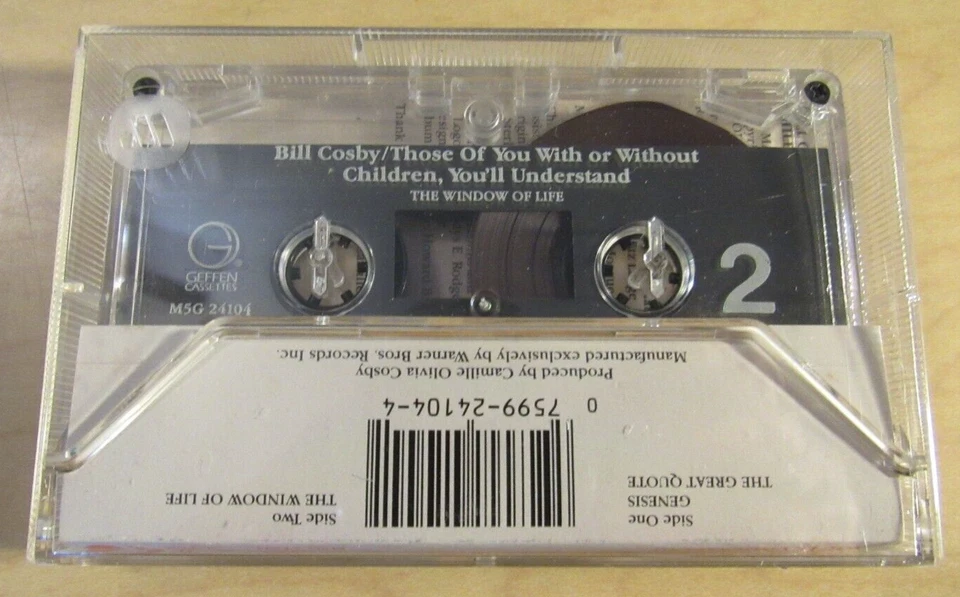 Bill Cosby/Those Of You With or Without
Children, You'll Understand
THE WINDOW OF LIFE
GEFFEN
CASSETTES
M5G 24104
2
Side One
GENESIS
THE GREAT QUOTE
Side Two
THE WINDOW OF LIFE
0 7599-24104-4
Produced by Camille Olivia Cosby
Manufactured exclusively by Warner Bros. Records Inc.
Thank